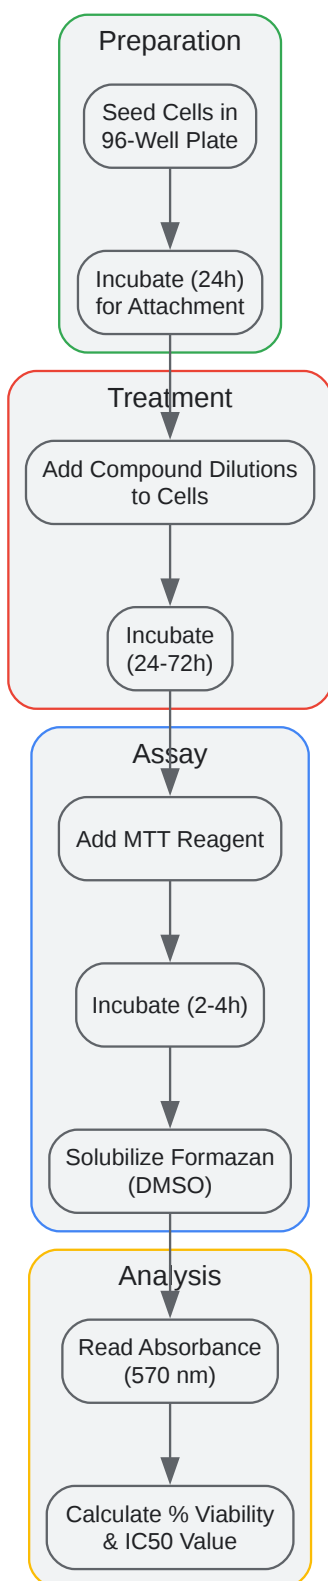 Preparation
Seed Cells in
96-Well Plate
Incubate (24h)
for Attachment
Treatment
Add Compound Dilutions
to Cells
Incubate
(24-72h)
Assay
Add MTT Reagent
Incubate (2-4h)
Solubilize Formazan
(DMSO)
Analysis
Read Absorbance
(570 nm)
Calculate % Viability
& IC50 Value